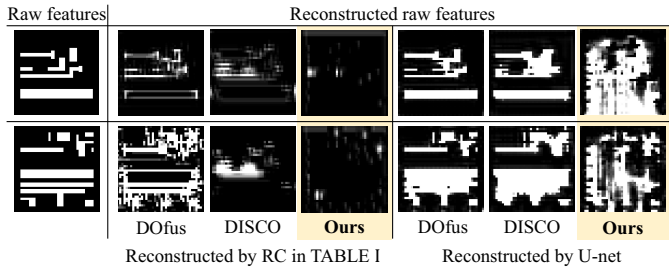 Raw features Reconstructed raw features
DOfus DISCO Ours DOfus DISCO Ours
Reconstructed by RC in TABLE I Reconstructed by U-net